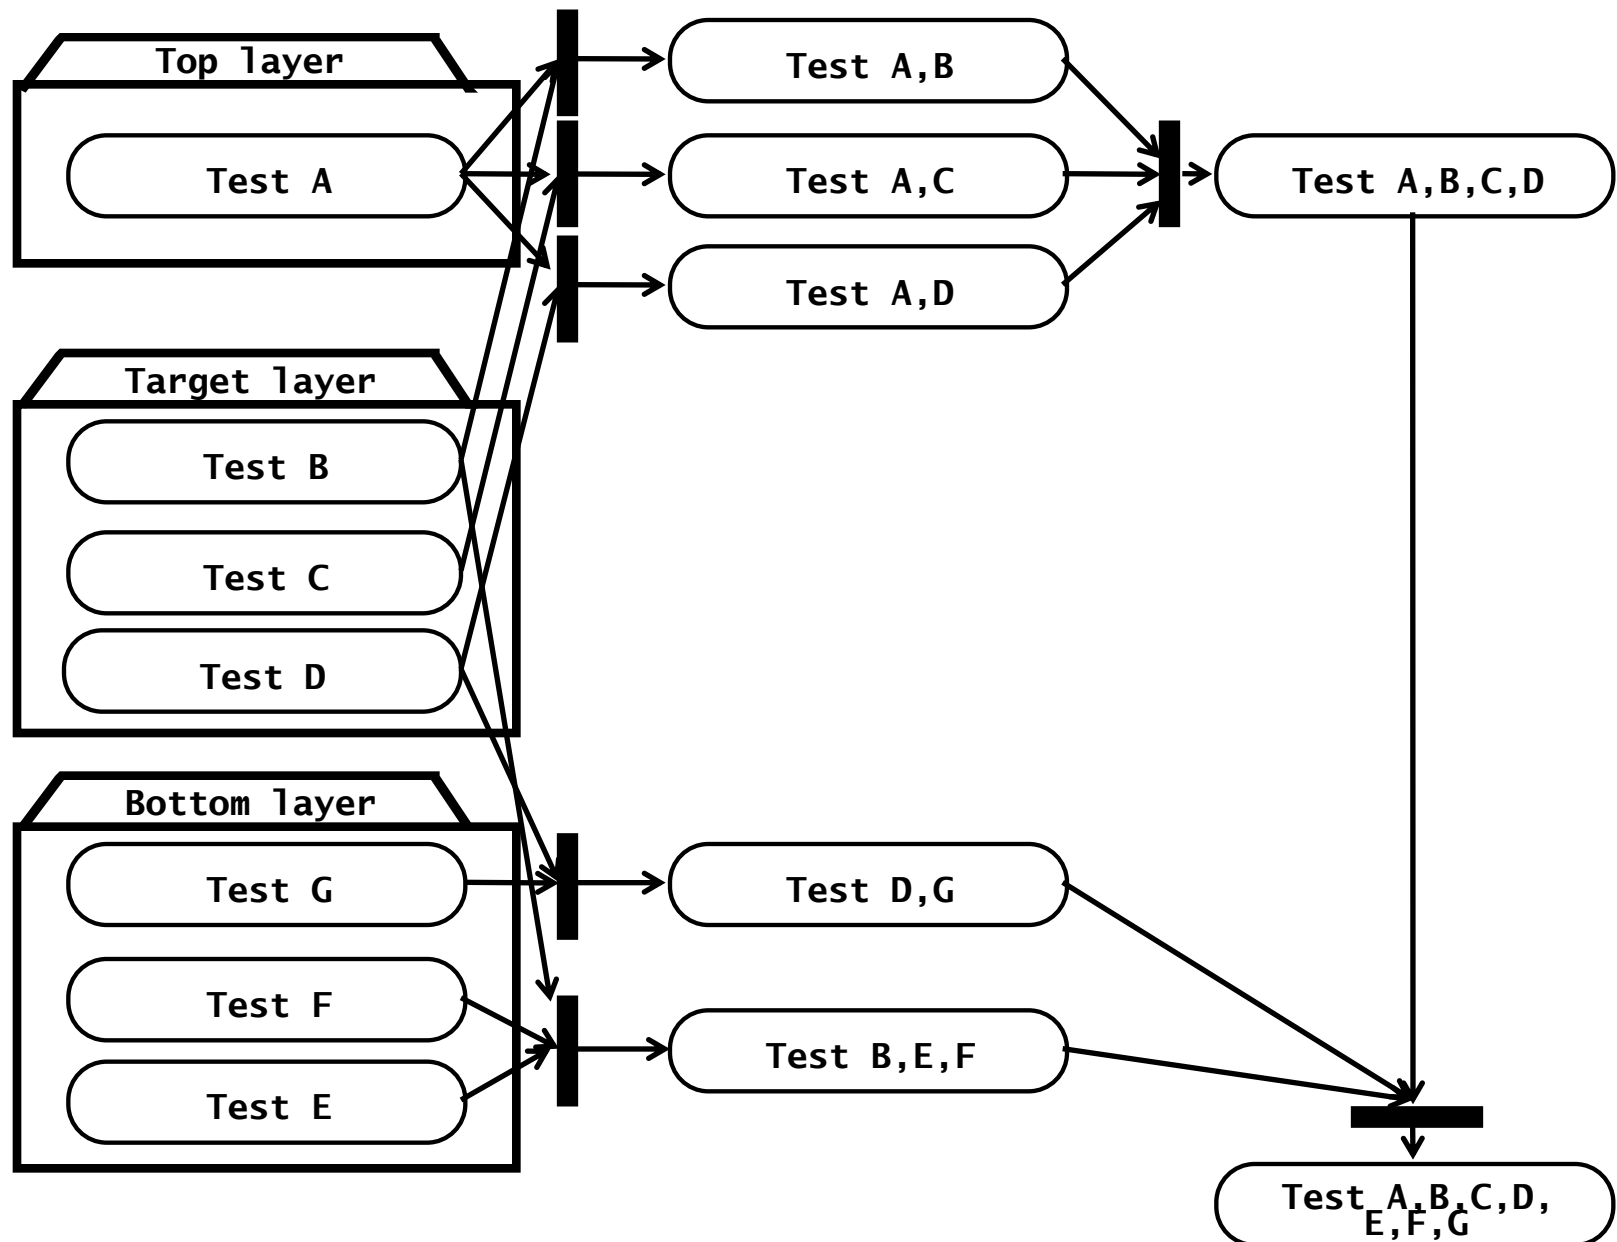 Top layer
Test A
Test A,B
Test A,C
Test A,D
Test A,B,C,D
Target layer
Test B
Test C
Test D
Bottom layer
Test G
Test F
Test E
Test D,G
Test B,E,F
Test A,B,C,D,
E,F,G